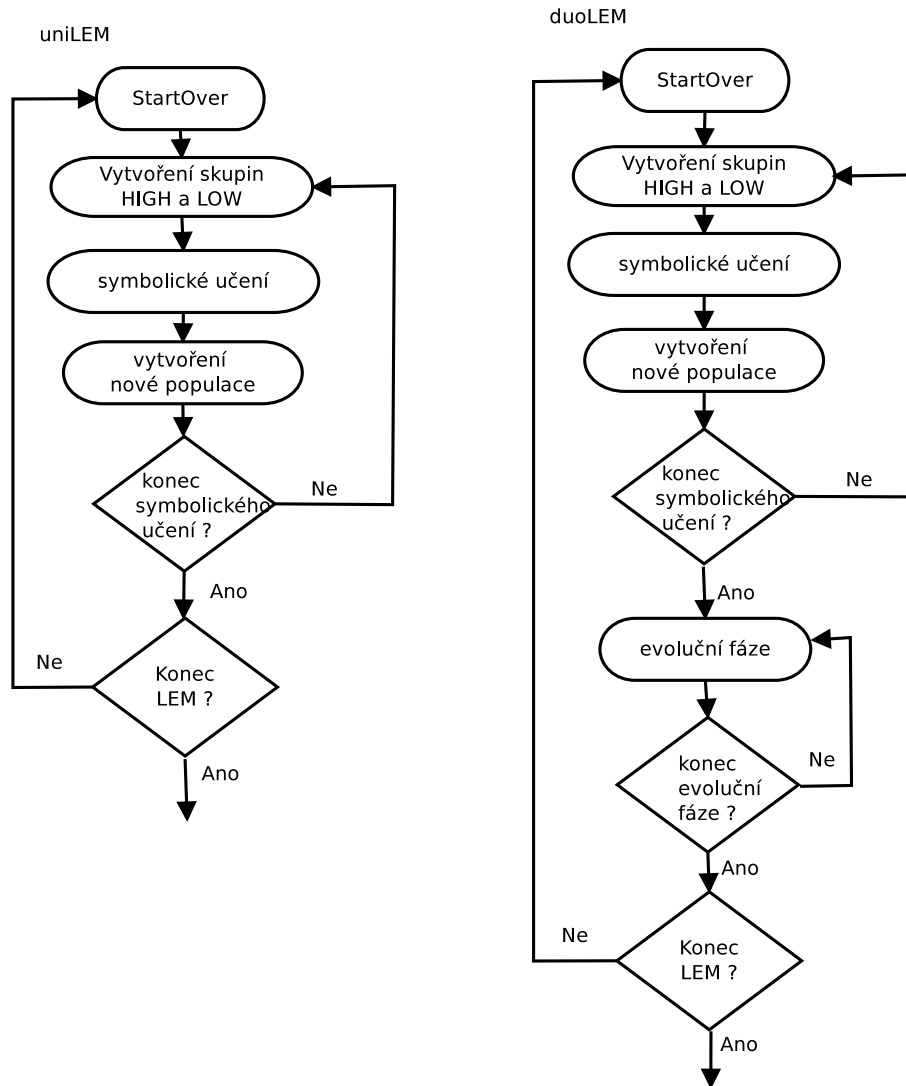 uniLEM
StartOver
Vytvoření skupin
HIGH a LOW
symbolické učení
vytvoření
nové populace
konec
symbolického
učení ?
Ne
Ano
Konec
LEM ?
Ne
Ano
duoLEM
StartOver
Vytvoření skupin
HIGH a LOW
symbolické učení
vytvoření
nové populace
konec
symbolického
učení ?
Ne
Ano
evoluční fáze
konec
evoluční
fáze ?
Ne
Ano
Konec
LEM ?
Ne
Ano